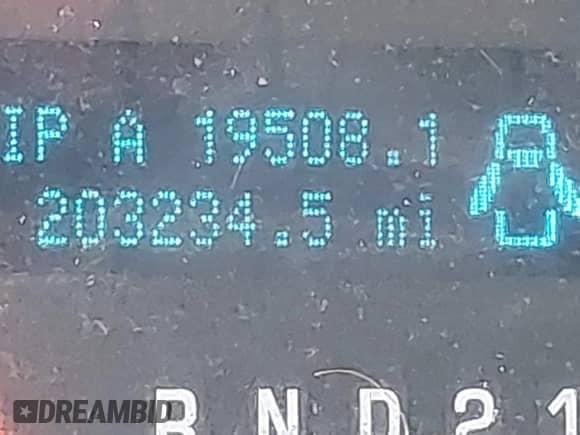 IP A 19508.1
203234.5 mi
R N D 2 1
DREAMBID